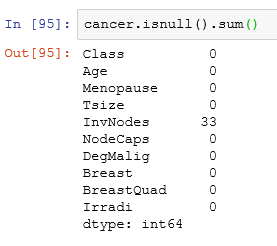 In [95]: cancer.isnull().sum()
Out[95]: Class 0
Age 0
Menopause 0
Tsize 0
InvNodes 33
NodeCaps 0
DegMalig 0
Breast 0
BreastQuad 0
Irradi 0
dtype: int64